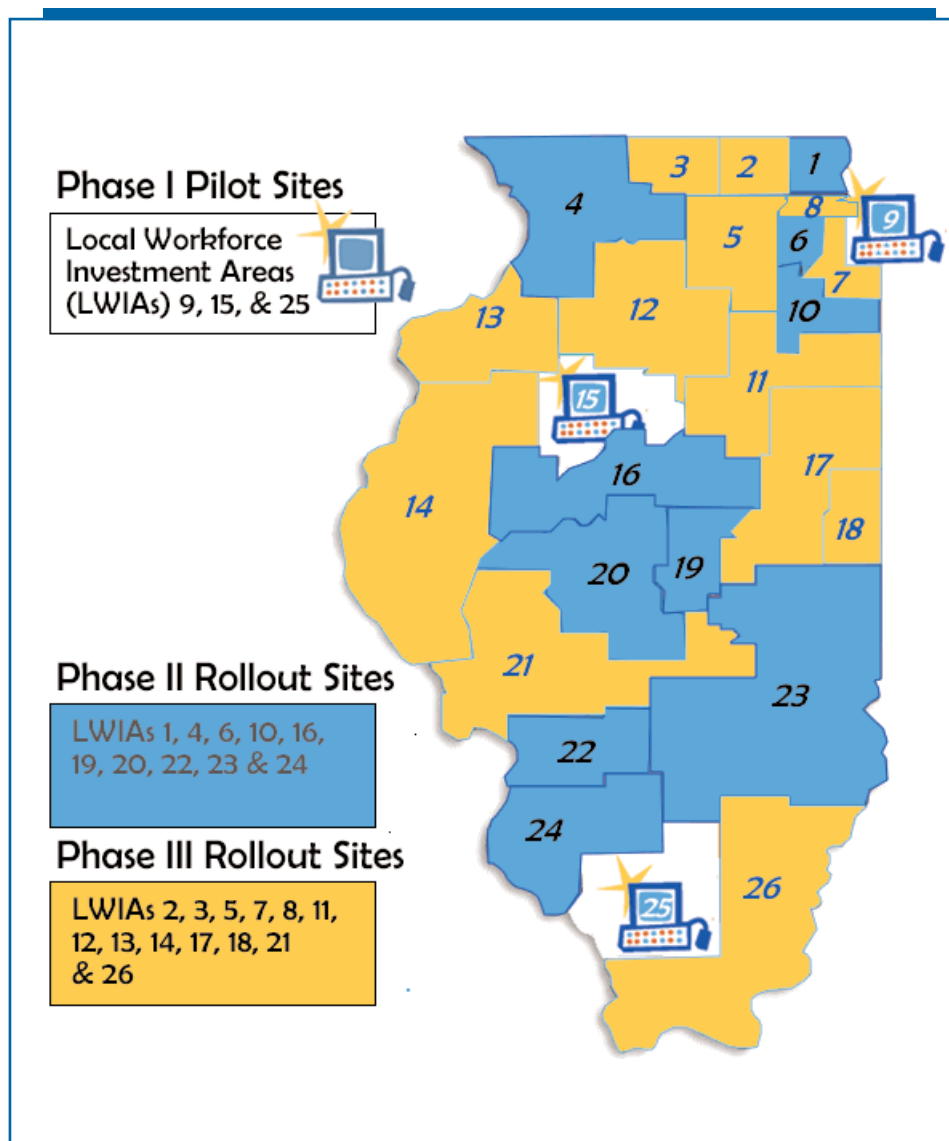 Phase I Pilot Sites
Local Workforce
Investment Areas
(LWIAs) 9, 15, & 25
Phase II Rollout Sites
LWIAs 1, 4, 6, 10, 16,
19, 20, 22, 23 & 24
Phase III Rollout Sites
LWIAs 2, 3, 5, 7, 8, 11,
12, 13, 14, 17, 18, 21
& 26
3
2
1
4
8
9
5
6
7
10
12
13
11
15
17
16
14
18
20
19
21
23
22
24
26
25